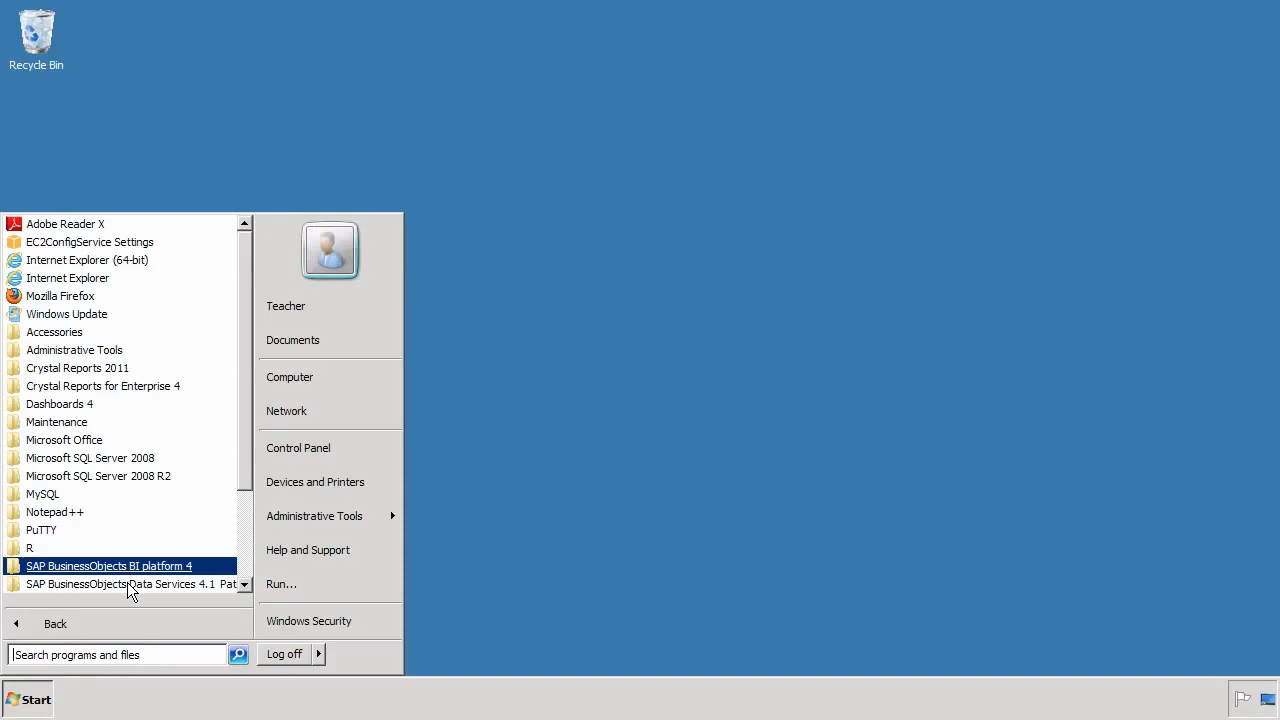 Recycle Bin
Adobe Reader X
EC2ConfigService Settings
Internet Explorer (64-bit)
Internet Explorer
Mozilla Firefox
Windows Update
Accessories
Administrative Tools
Crystal Reports 2011
Crystal Reports for Enterprise 4
Dashboards 4
Maintenance
Microsoft Office
Microsoft SQL Server 2008
Microsoft SQL Server 2008 R2
MySQL
Notepad++
PuTTY
R
SAP BusinessObjects BI platform 4
SAP BusinessObjects Data Services 4.1 Pat
Back
Search programs and files
Teacher
Documents
Computer
Network
Control Panel
Devices and Printers
Administrative Tools
Help and Support
Run...
Windows Security
Log off
Start